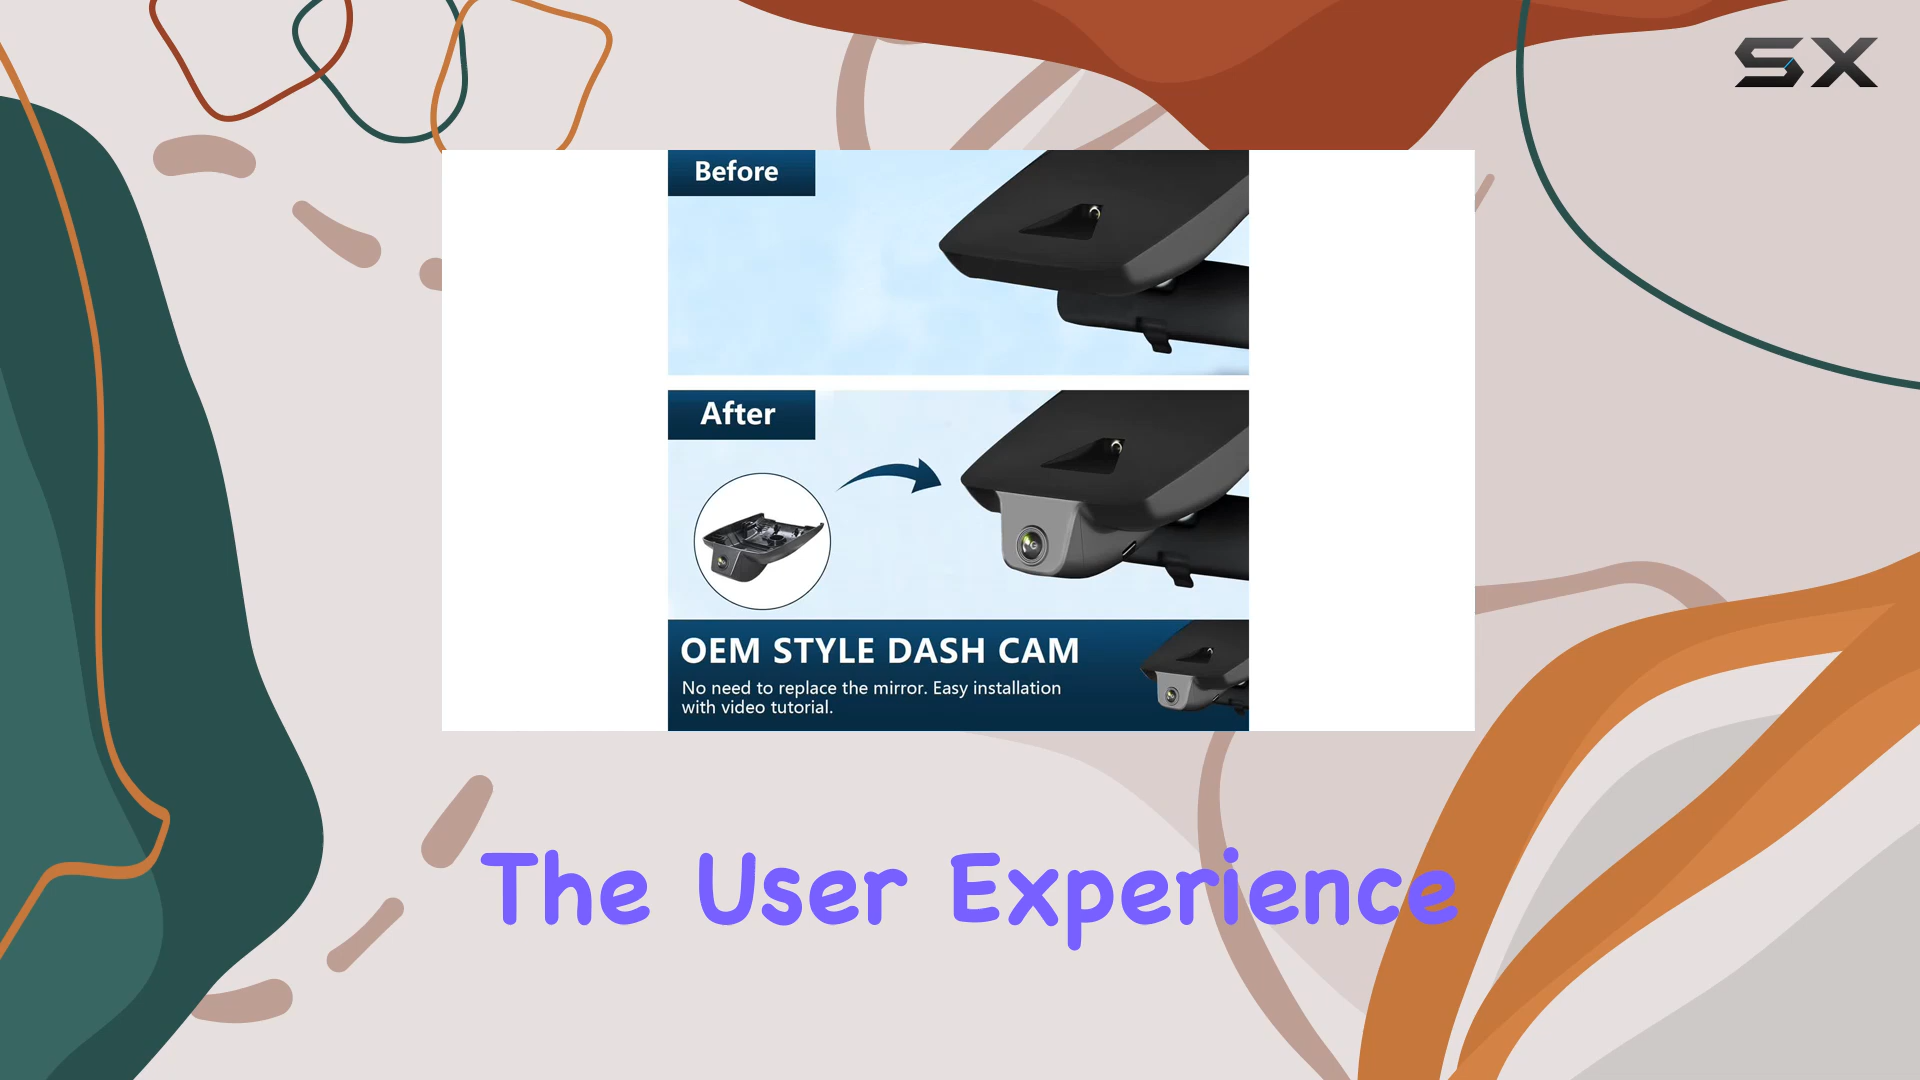 SX
Before
After
OEM STYLE DASH CAM
No need to replace the mirror. Easy installation
with video tutorial.
The User Experience